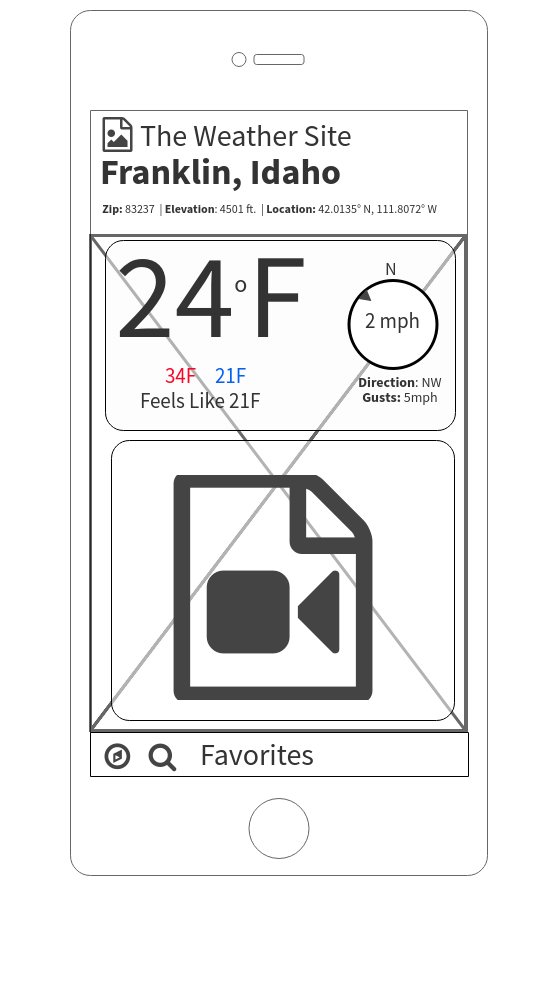 The Weather Site
Franklin, Idaho
Zip: 83237 | Elevation: 4501 ft. | Location: 42.0135° N, 111.8072° W
24°F
N
2 mph
34F 21F
Feels Like 21F
Direction: NW
Gusts: 5mph
Favorites